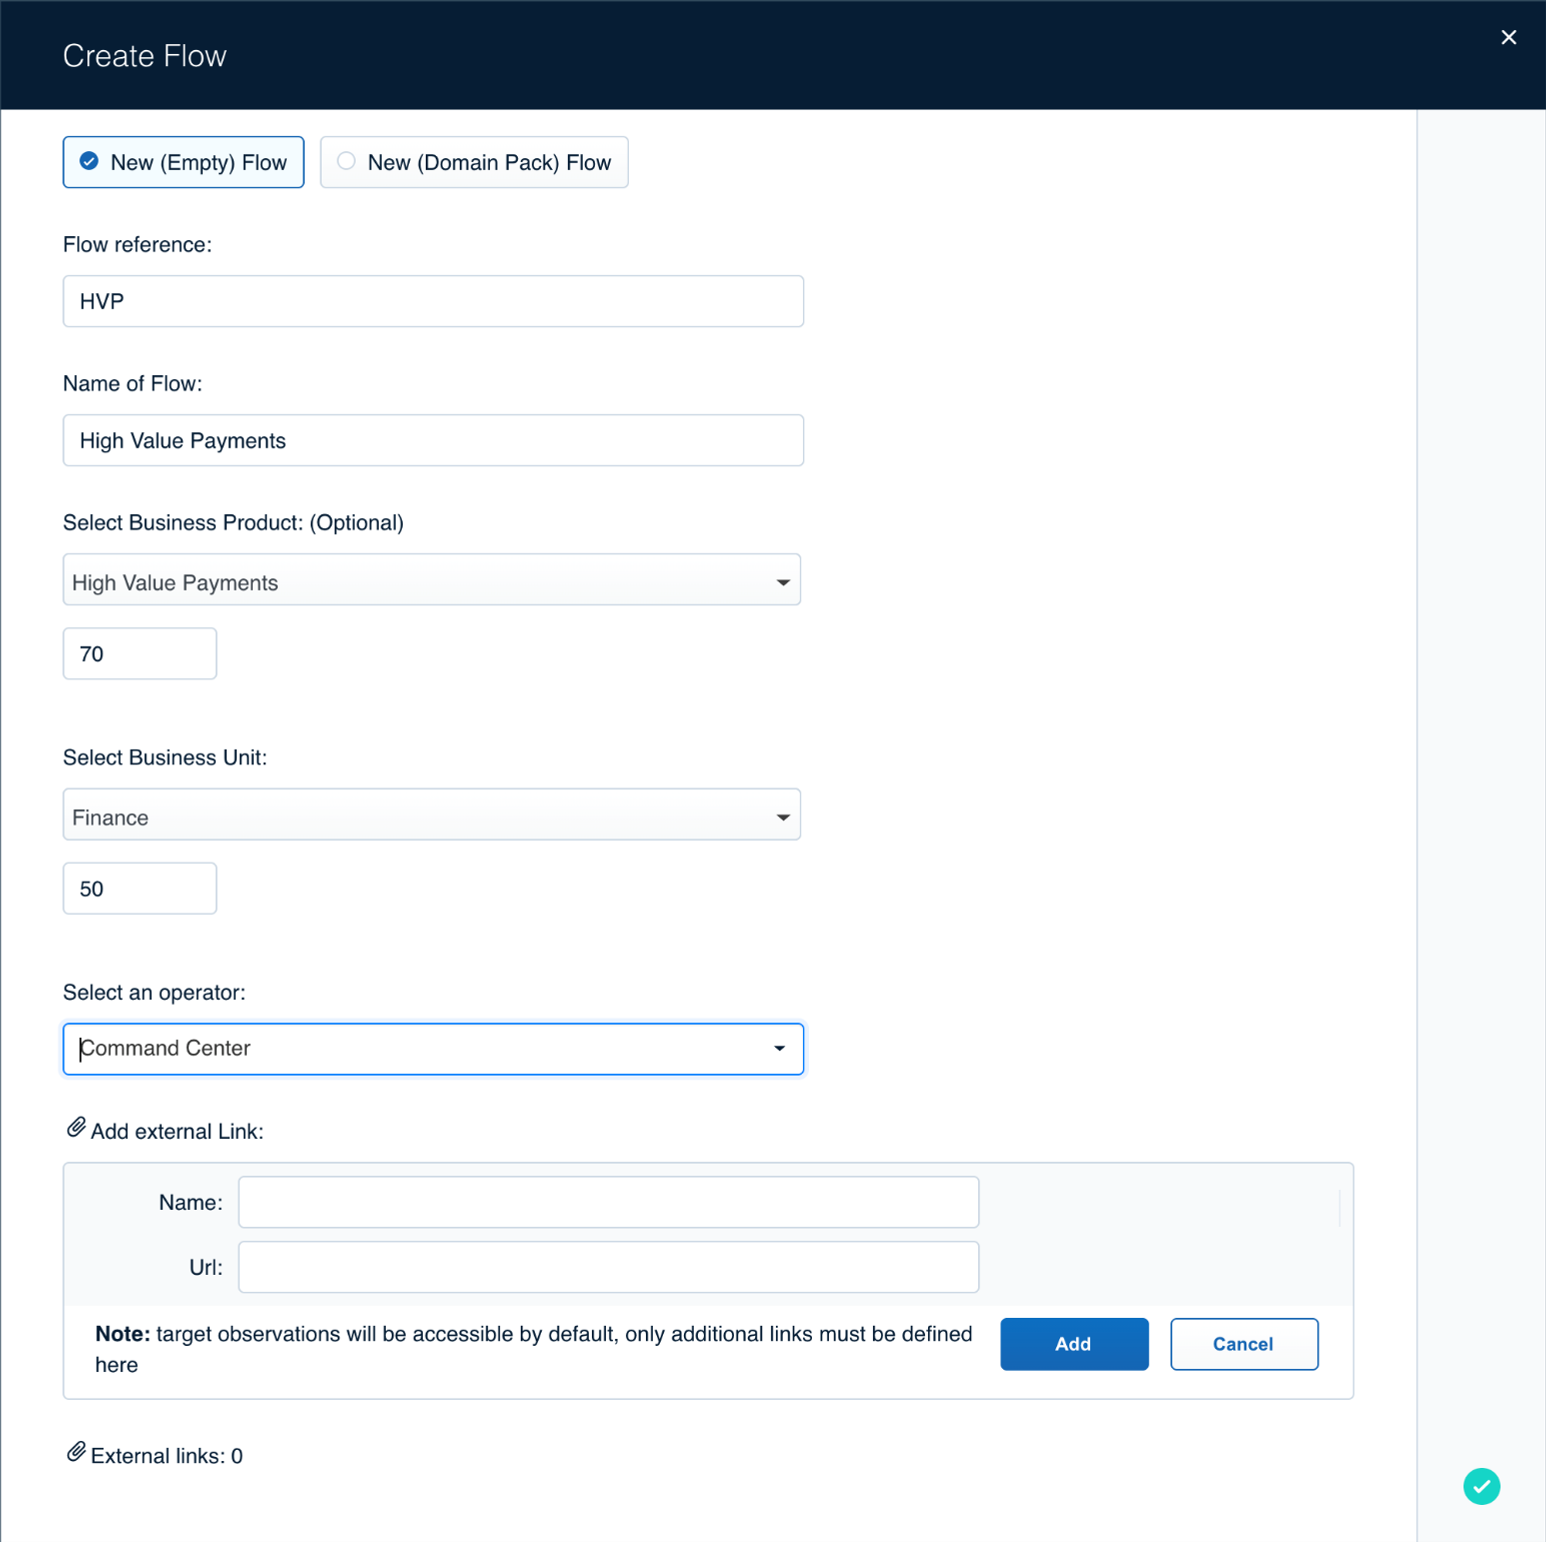 Create Flow
New (Empty) Flow
New (Domain Pack) Flow
Flow reference:
HVP
Name of Flow:
High Value Payments
Select Business Product: (Optional)
High Value Payments
70
Select Business Unit:
Finance
50
Select an operator:
Command Center
Add external Link:
Name:
Url:
Note: target observations will be accessible by default, only additional links must be defined
here
Add
Cancel
External links: 0